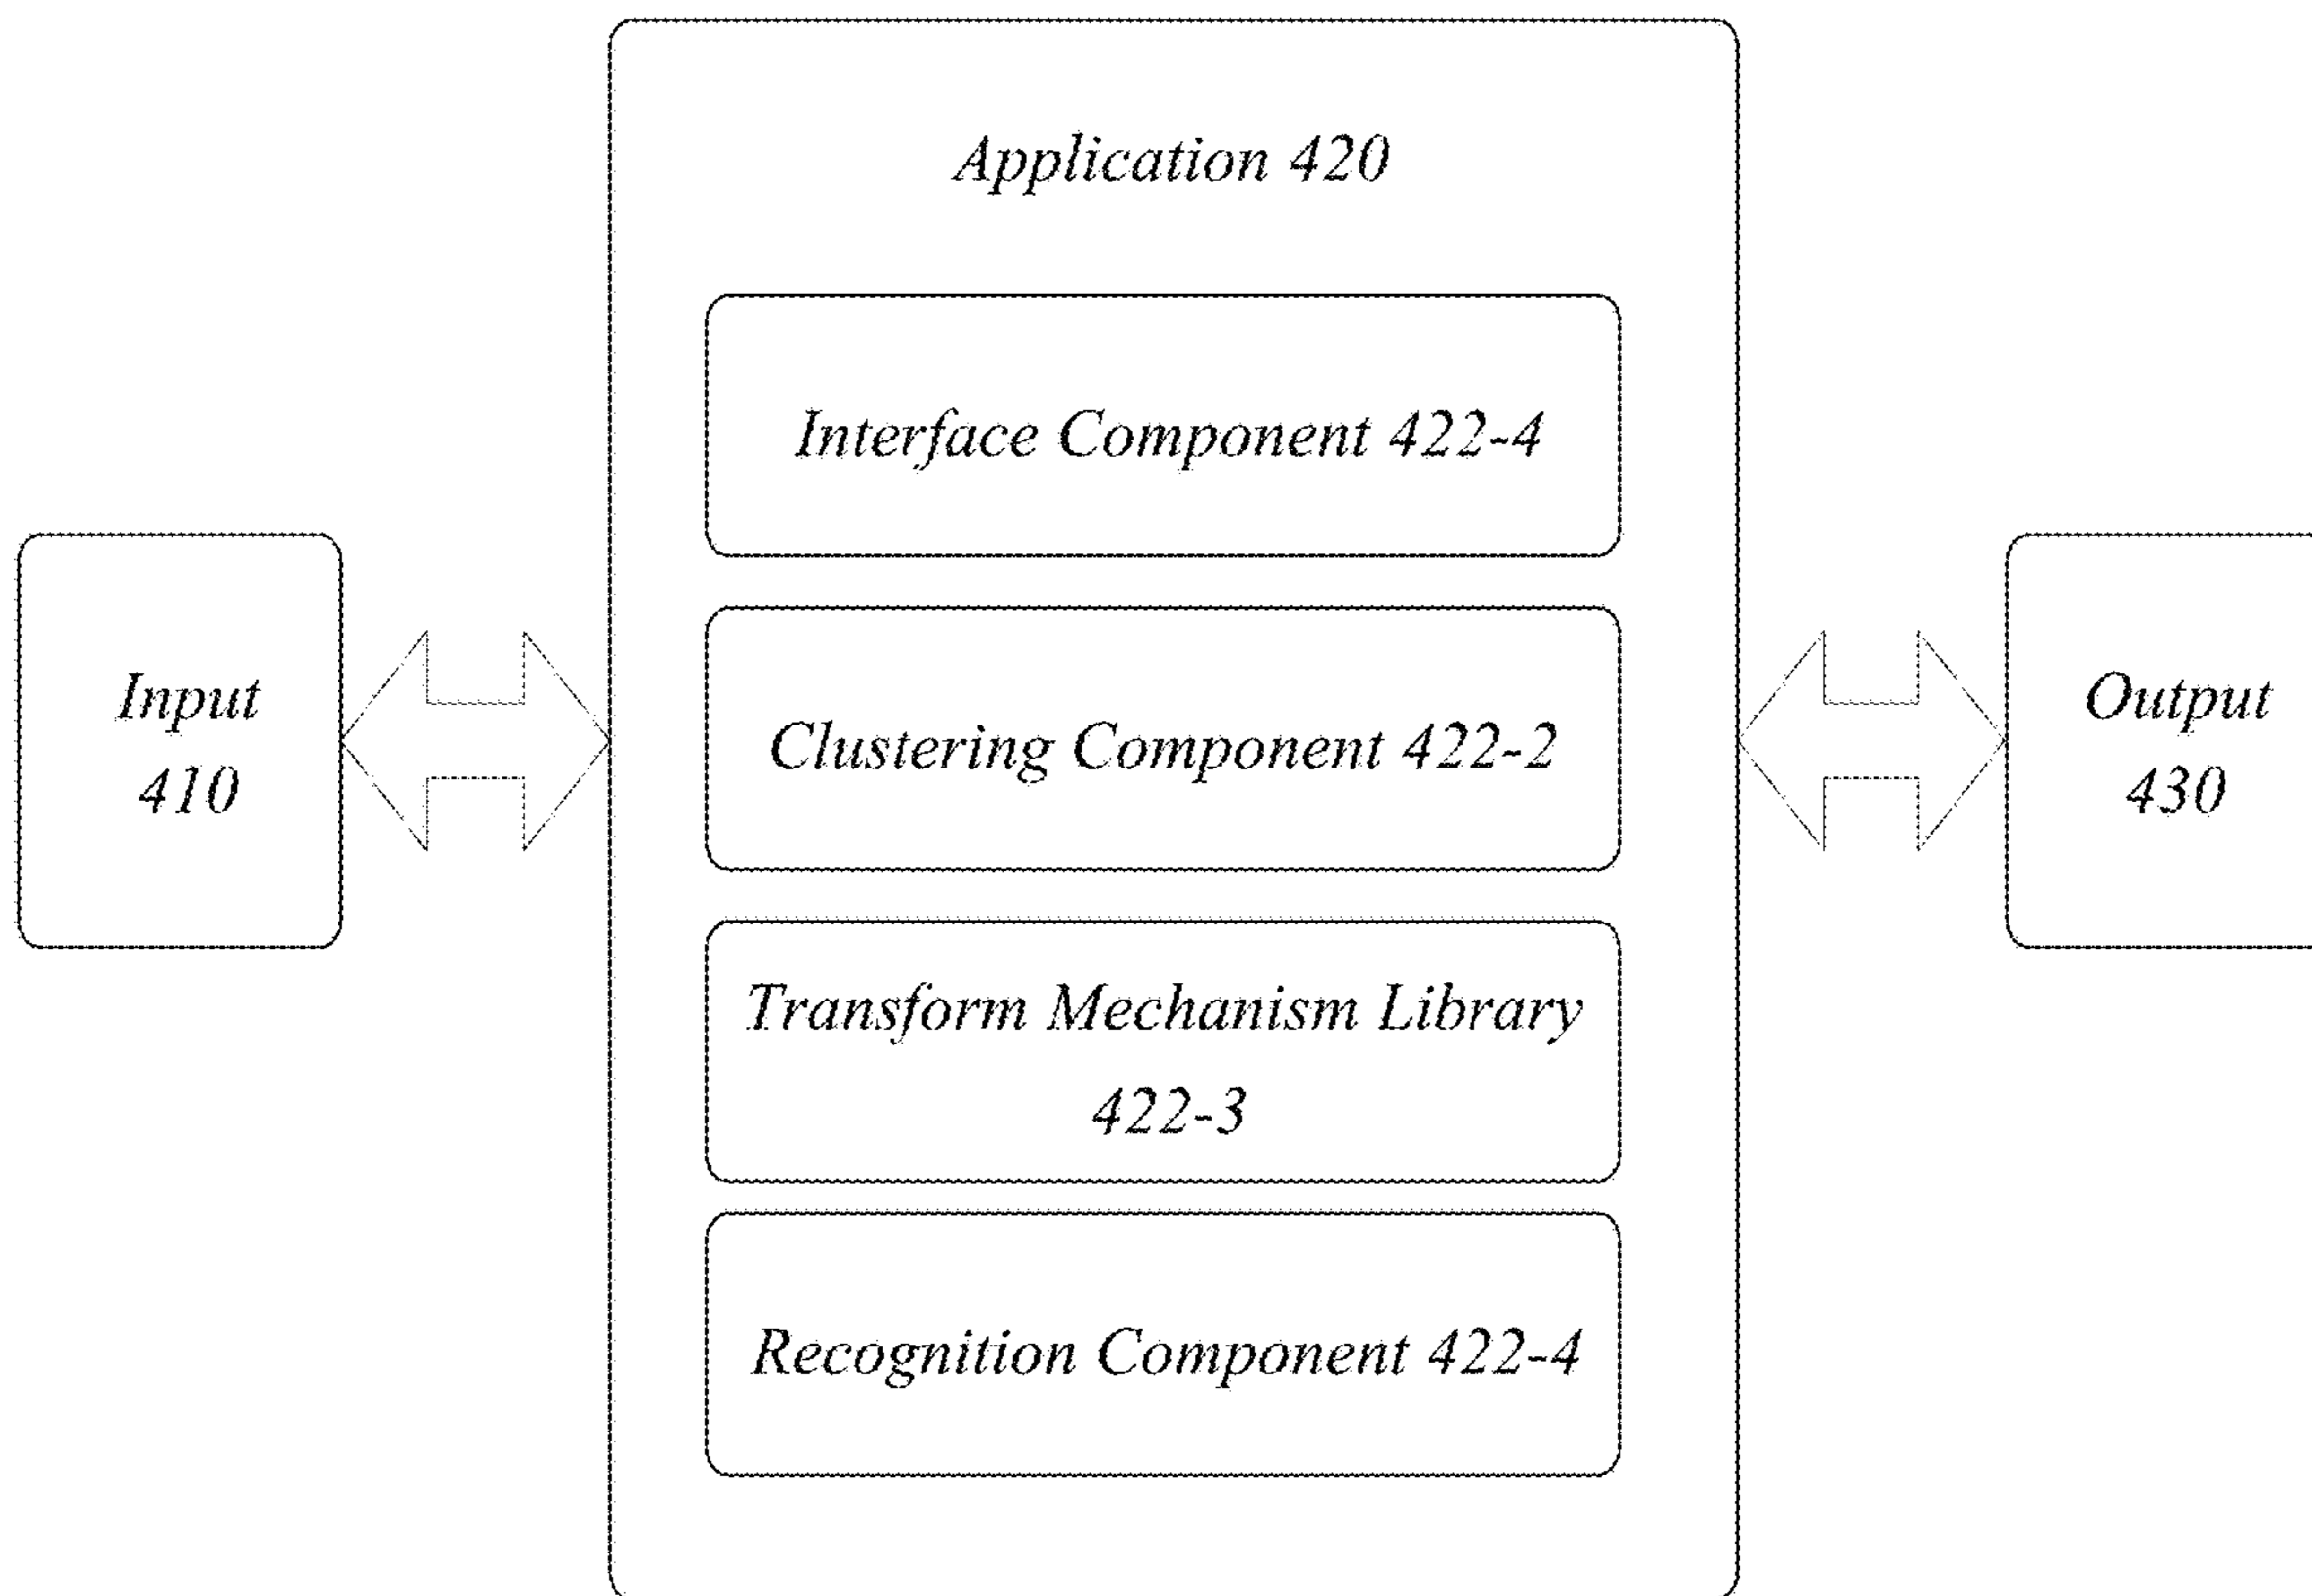 Application 420
Interface Component 422-4
Input
410
Clustering Component 422-2
Output
430
Transform Mechanism Library
422-3
Recognition Component 422-4